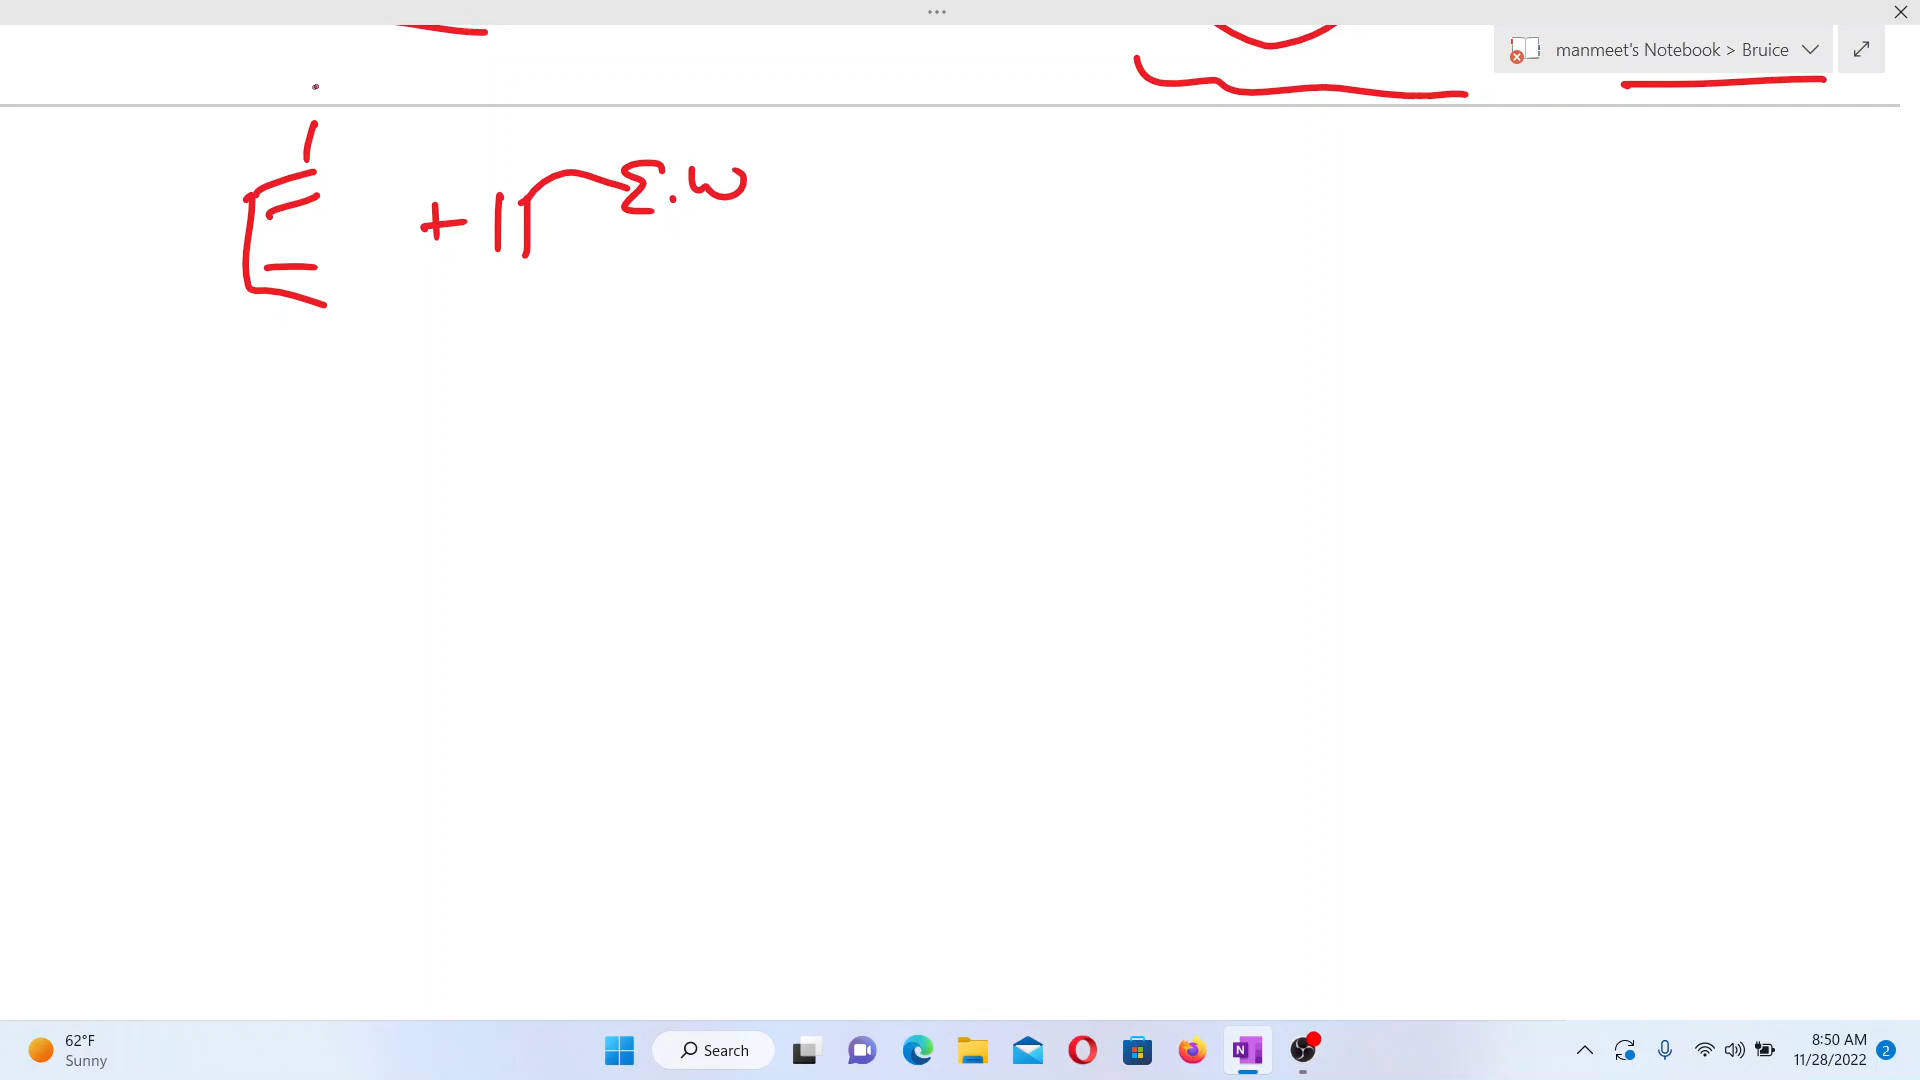 manmeet's Notebook > Bruice
+ Σ.W
62°F
Sunny
Search
8:50 AM
11/28/2022
2